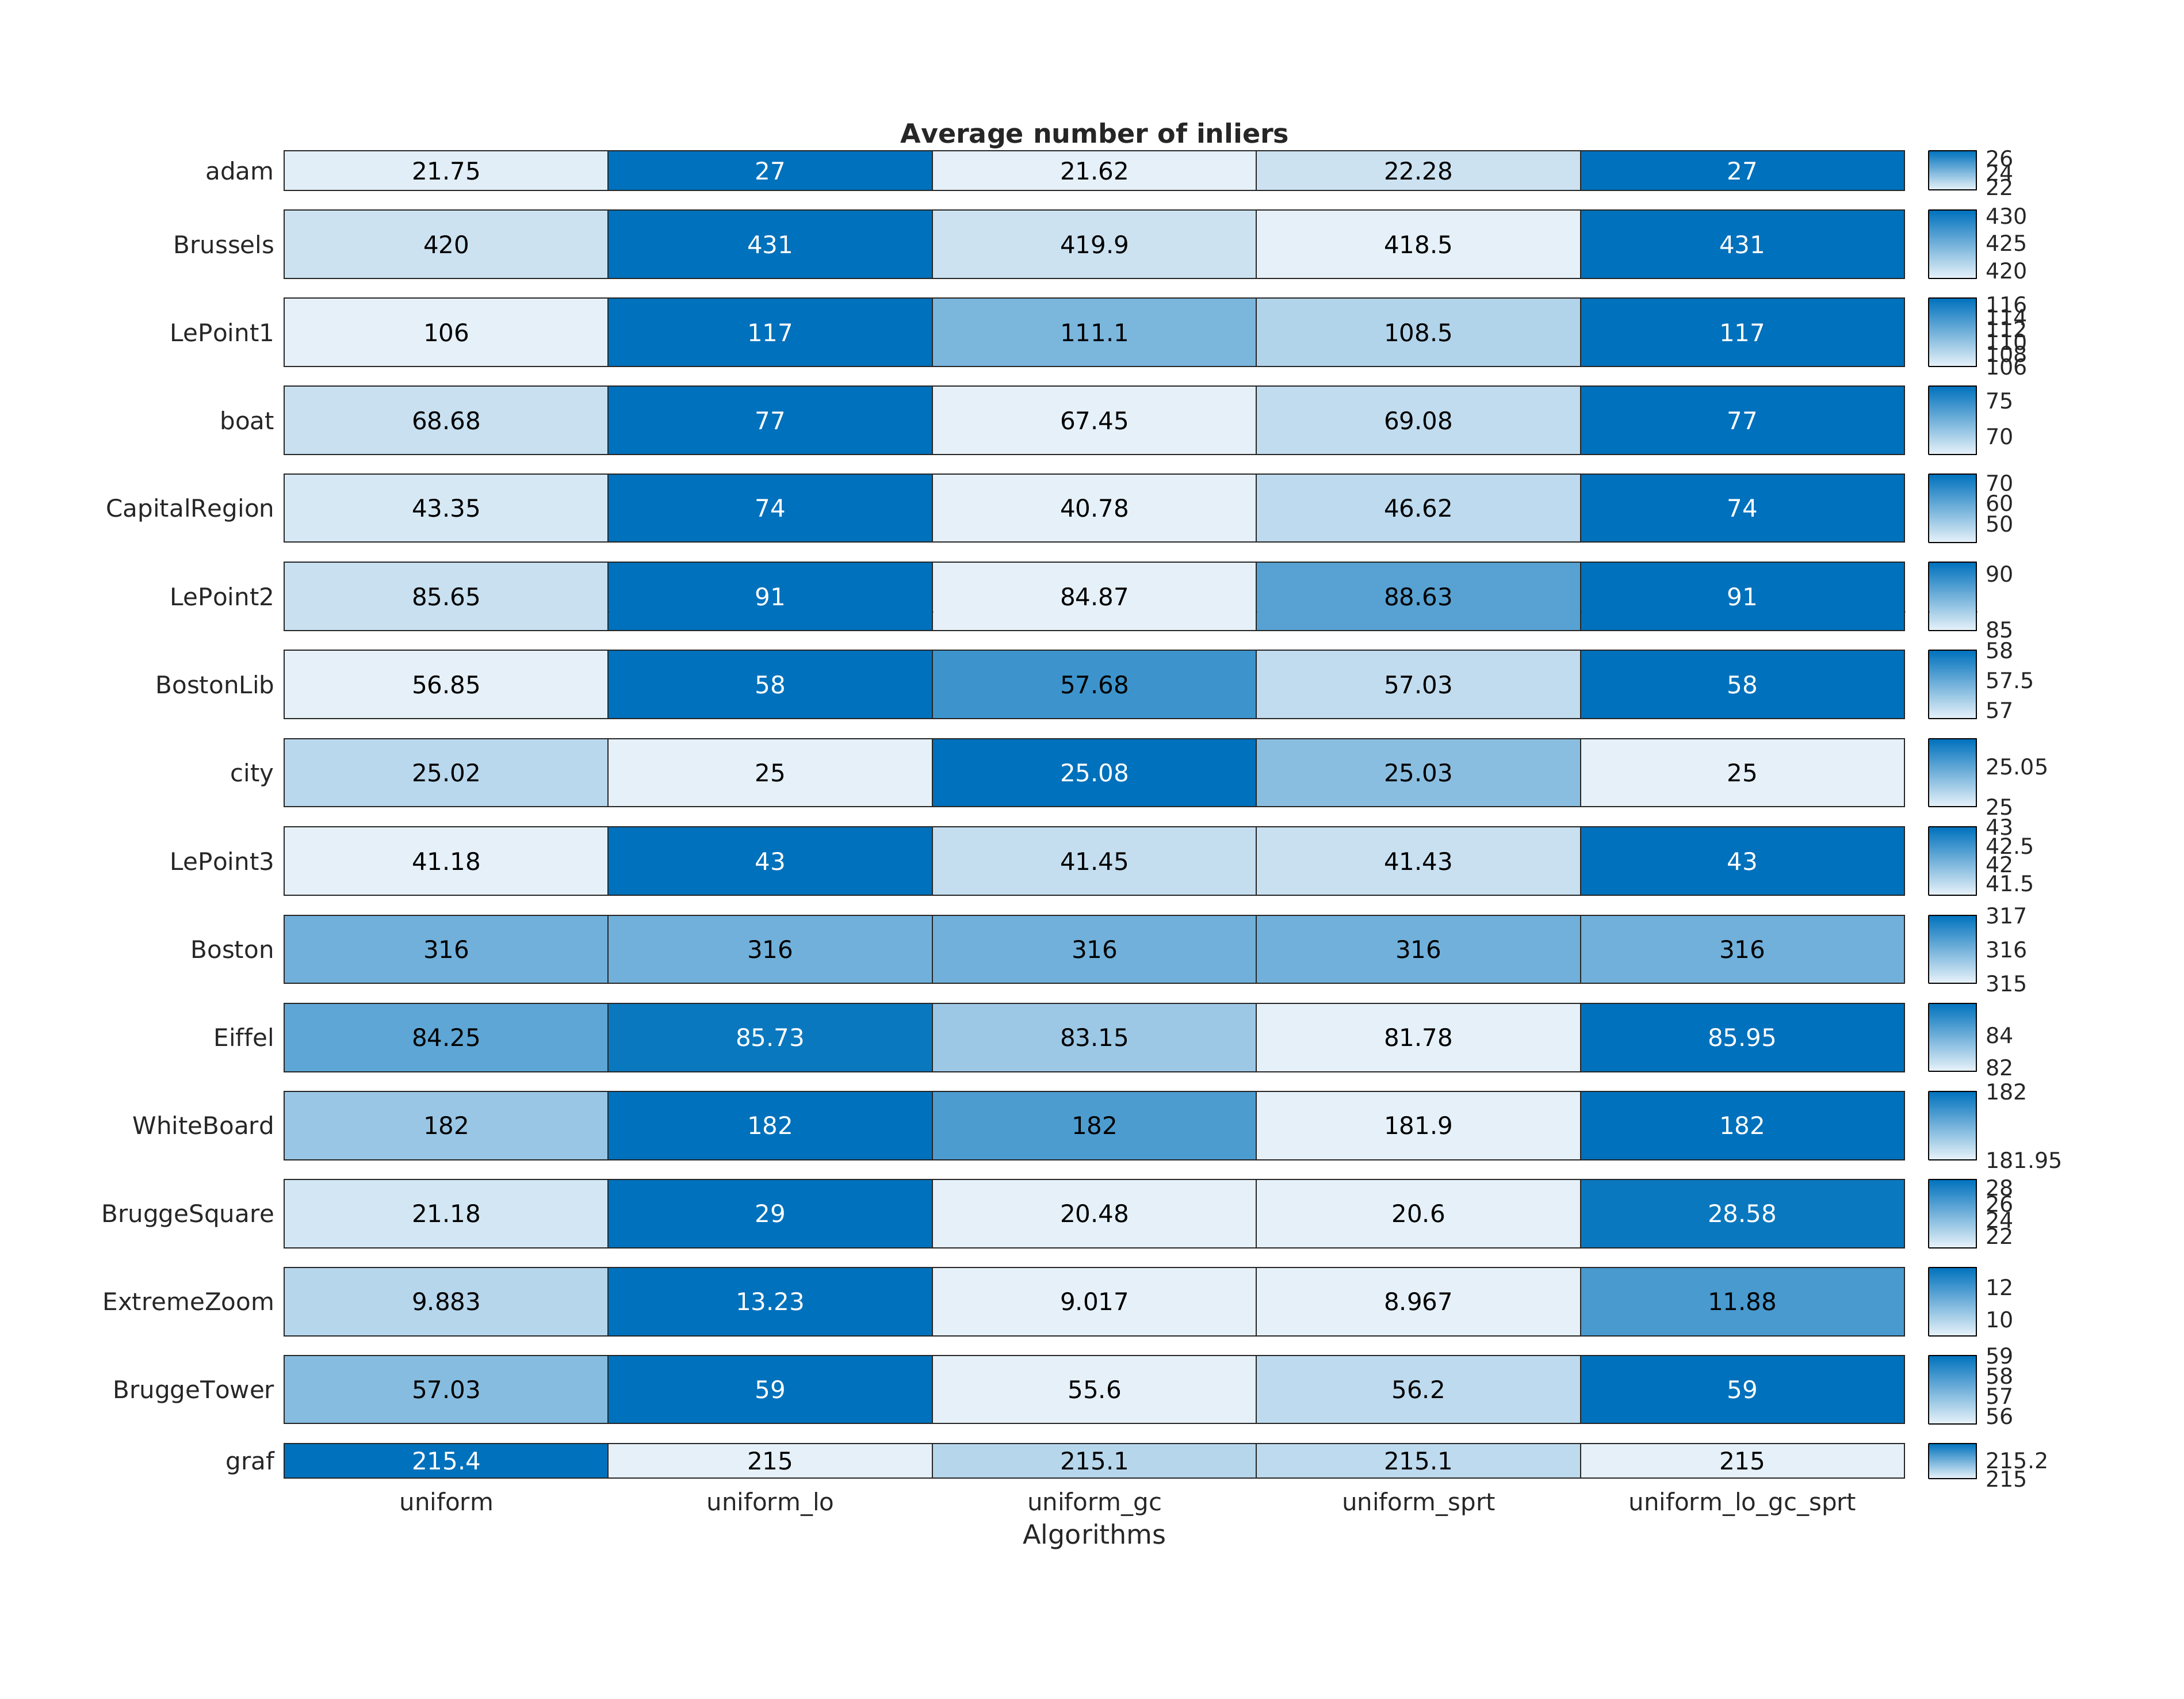 Average number of inliers
adam 21.75 27 21.62 22.28 27 26 24 22
Brussels 420 431 419.9 418.5 431 430 425 420
LePoint1 106 117 111.1 108.5 117 116 114 112 110 108 106
boat 68.68 77 67.45 69.08 77 75 70
CapitalRegion 43.35 74 40.78 46.62 74 70 60 50
LePoint2 85.65 91 84.87 88.63 91 90 85
BostonLib 56.85 58 57.68 57.03 58 58 57.5 57
city 25.02 25 25.08 25.03 25 25.05 25
LePoint3 41.18 43 41.45 41.43 43 43 42.5 42 41.5
Boston 316 316 316 316 316 317 316 315
Eiffel 84.25 85.73 83.15 81.78 85.95 84 82
WhiteBoard 182 182 182 181.9 182 182 181.95
BruggeSquare 21.18 29 20.48 20.6 28.58 28 26 24 22
ExtremeZoom 9.883 13.23 9.017 8.967 11.88 12 10
BruggeTower 57.03 59 55.6 56.2 59 59 58 57 56
graf 215.4 215 215.1 215.1 215 215.2 215
uniform uniform_lo uniform_gc uniform_sprt uniform_lo_gc_sprt
Algorithms